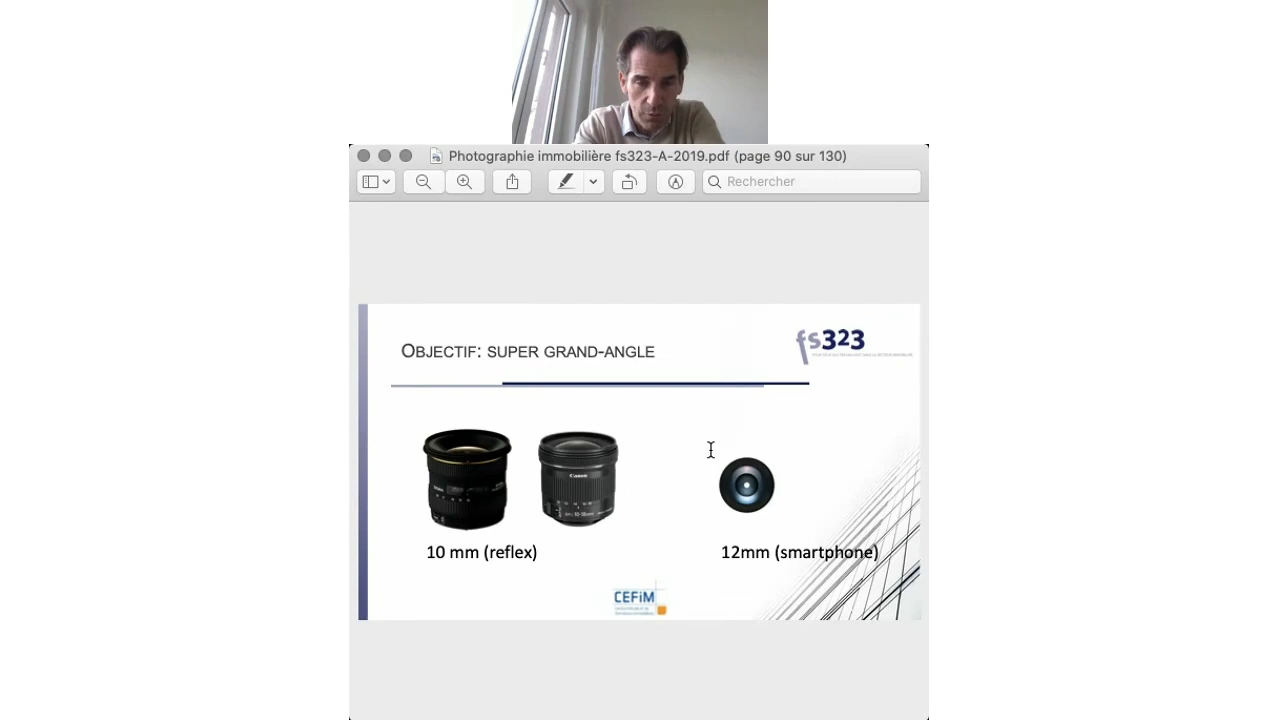 Photographie immobilière fs323-A-2019.pdf (page 90 sur 130)
Rechercher
OBJECTIF: SUPER GRAND-ANGLE
fs323
Canon
10 mm (reflex)
12mm (smartphone)
CEFiM